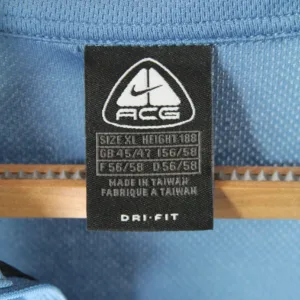 ACG
SIZE XL HEIGHT 188
GB 45/47 I 56/58
F 56/58 D 56/58
MADE IN TAIWAN
FABRIQUE A TAIWAN
DRI-FIT